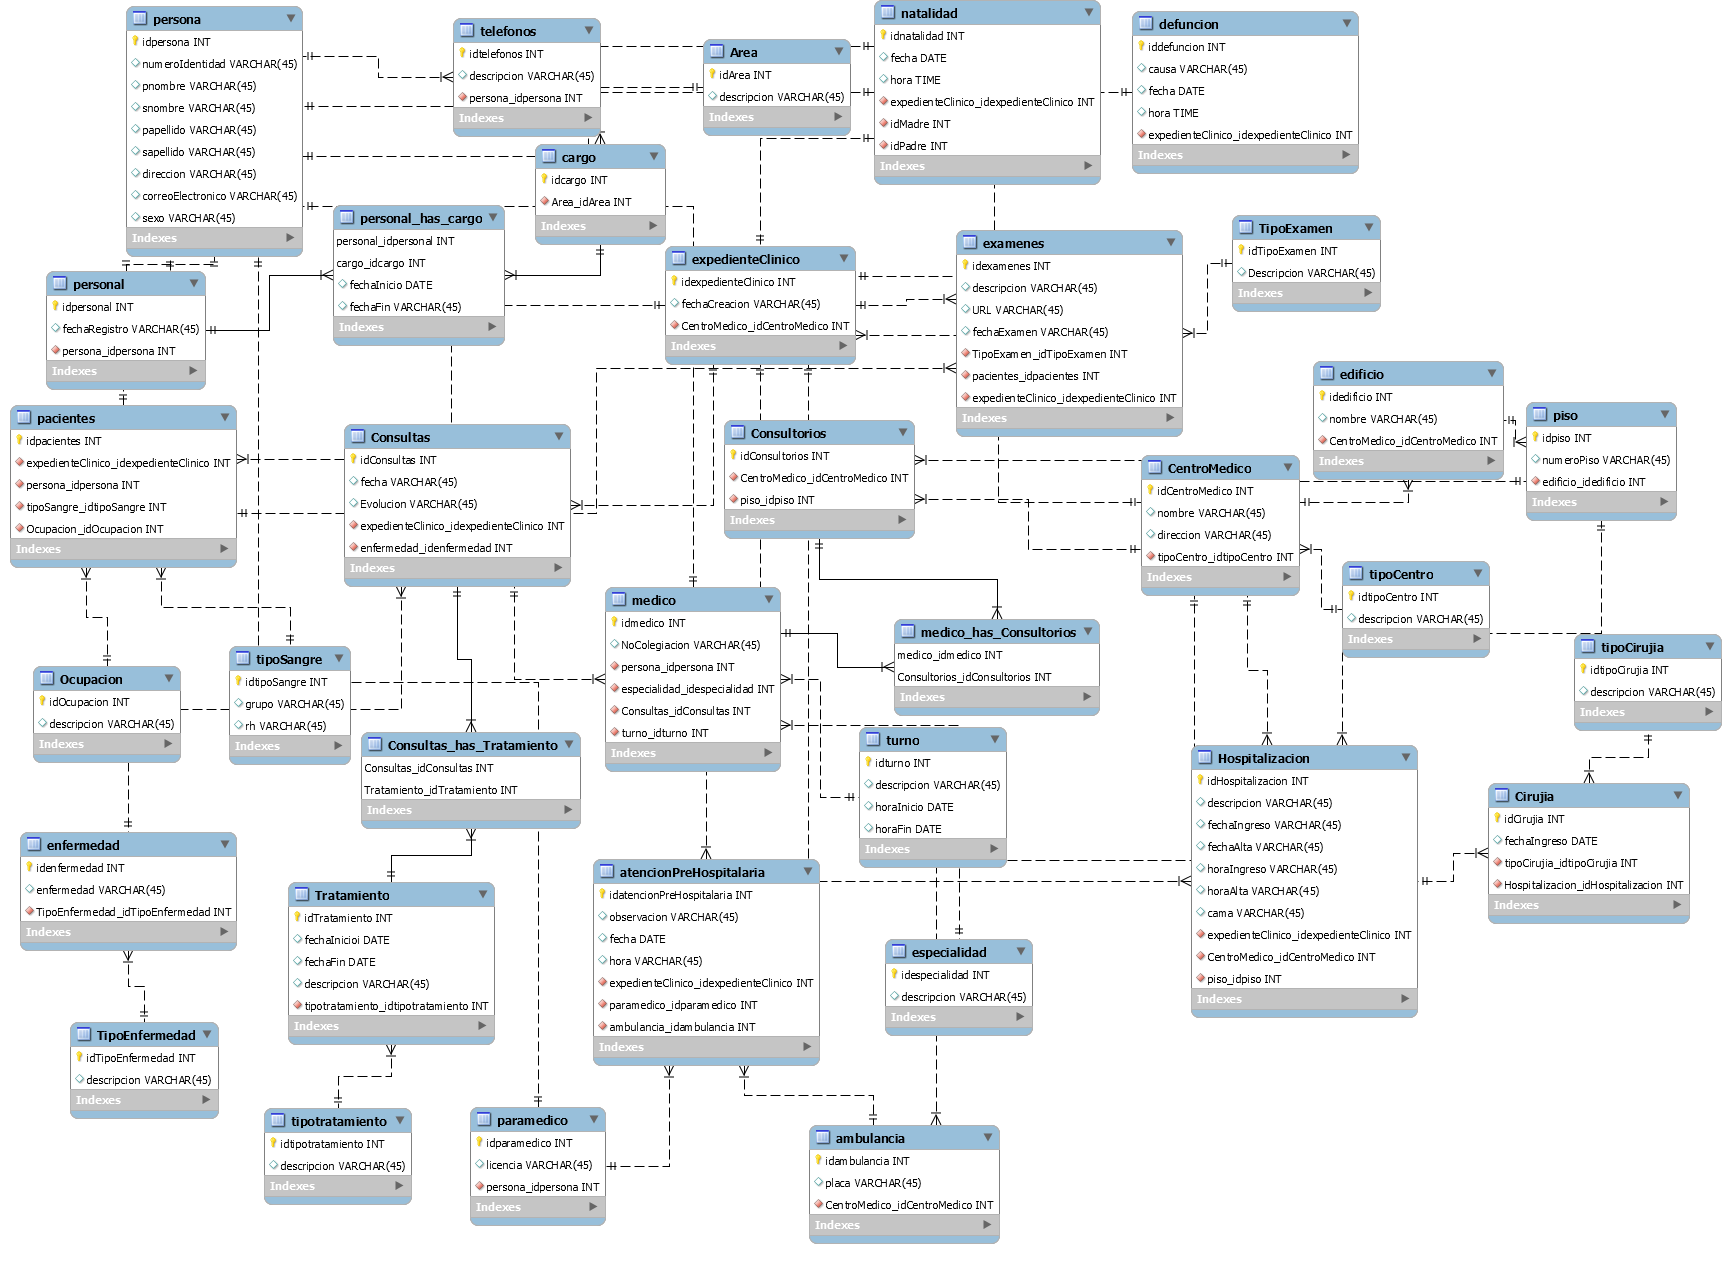 persona
idpersona INT
numeroIdentidad VARCHAR(45)
pnombre VARCHAR(45)
snombre VARCHAR(45)
papellido VARCHAR(45)
sapellido VARCHAR(45)
direccion VARCHAR(45)
correoElectronico VARCHAR(45)
sexo VARCHAR(45)
Indexes
telefonos
idtelefonos INT
descripcion VARCHAR(45)
persona_idpersona INT
Indexes
Area
idArea INT
descripcion VARCHAR(45)
Indexes
natalidad
idnatalidad INT
fecha DATE
hora TIME
expedienteClinico_idexpedienteClinico INT
idMadre INT
idPadre INT
Indexes
defuncion
iddefuncion INT
causa VARCHAR(45)
fecha DATE
hora TIME
expedienteClinico_idexpedienteClinico INT
Indexes
cargo
idcargo INT
Area_idArea INT
Indexes
personal_has_cargo
personal_idpersonal INT
cargo_idcargo INT
fechaInicio DATE
fechaFin VARCHAR(45)
Indexes
personal
idpersonal INT
fechaRegistro VARCHAR(45)
persona_idpersona INT
Indexes
expedienteClinico
idexpedienteClinico INT
fechaCreacion VARCHAR(45)
CentroMedico_idCentroMedico INT
Indexes
examenes
idexamenes INT
descripcion VARCHAR(45)
URL VARCHAR(45)
fechaExamen VARCHAR(45)
TipoExamen_idTipoExamen INT
pacientes_idpacientes INT
expedienteClinico_idexpedienteClinico INT
Indexes
TipoExamen
idTipoExamen INT
Descripcion VARCHAR(45)
Indexes
edificio
idedificio INT
nombre VARCHAR(45)
CentroMedico_idCentroMedico INT
Indexes
piso
idpiso INT
numeroPiso VARCHAR(45)
edificio_idedificio INT
Indexes
pacientes
idpacientes INT
expedienteClinico_idexpedienteClinico INT
persona_idpersona INT
tipoSangre_idtipoSangre INT
Ocupacion_idOcupacion INT
Indexes
Consultas
idConsultas INT
fecha VARCHAR(45)
Evolucion VARCHAR(45)
expedienteClinico_idexpedienteClinico INT
enfermedad_idenfermedad INT
Indexes
Consultorios
idConsultorios INT
CentroMedico_idCentroMedico INT
piso_idpiso INT
Indexes
CentroMedico
idCentroMedico INT
nombre VARCHAR(45)
direccion VARCHAR(45)
tipoCentro_idtipoCentro INT
Indexes
tipoCentro
idtipoCentro INT
descripcion VARCHAR(45)
Indexes
medico
idmedico INT
NoColegiacion VARCHAR(45)
persona_idpersona INT
especialidad_idespecialidad INT
Consultas_idConsultas INT
turno_idturno INT
Indexes
medico_has_Consultorios
medico_idmedico INT
Consultorios_idConsultorios INT
Indexes
tipoCirujia
idtipoCirujia INT
descripcion VARCHAR(45)
Indexes
Ocupacion
idOcupacion INT
descripcion VARCHAR(45)
Indexes
tipoSangre
idtipoSangre INT
grupo VARCHAR(45)
rh VARCHAR(45)
Indexes
Consultas_has_Tratamiento
Consultas_idConsultas INT
Tratamiento_idTratamiento INT
Indexes
turno
idturno INT
descripcion VARCHAR(45)
horaInicio DATE
horaFin DATE
Indexes
Hospitalizacion
idHospitalizacion INT
descripcion VARCHAR(45)
fechaIngreso VARCHAR(45)
fechaAlta VARCHAR(45)
horaIngreso VARCHAR(45)
horaAlta VARCHAR(45)
cama VARCHAR(45)
expedienteClinico_idexpedienteClinico INT
CentroMedico_idCentroMedico INT
piso_idpiso INT
Indexes
Cirujia
idCirujia INT
fechaIngreso DATE
tipoCirujia_idtipoCirujia INT
Hospitalizacion_idHospitalizacion INT
Indexes
enfermedad
idenfermedad INT
enfermedad VARCHAR(45)
TipoEnfermedad_idTipoEnfermedad INT
Indexes
Tratamiento
idTratamiento INT
fechaInicioi DATE
fechaFin DATE
descripcion VARCHAR(45)
tipotratamiento_idtipotratamiento INT
Indexes
atencionPreHospitalaria
idatencionPreHospitalaria INT
observacion VARCHAR(45)
fecha DATE
hora VARCHAR(45)
expedienteClinico_idexpedienteClinico INT
paramedico_idparamedico INT
ambulancia_idambulancia INT
Indexes
especialidad
idespecialidad INT
descripcion VARCHAR(45)
Indexes
TipoEnfermedad
idTipoEnfermedad INT
descripcion VARCHAR(45)
Indexes
tipotratamiento
idtipotratamiento INT
descripcion VARCHAR(45)
Indexes
paramedico
idparamedico INT
licencia VARCHAR(45)
persona_idpersona INT
Indexes
ambulancia
idambulancia INT
placa VARCHAR(45)
CentroMedico_idCentroMedico INT
Indexes